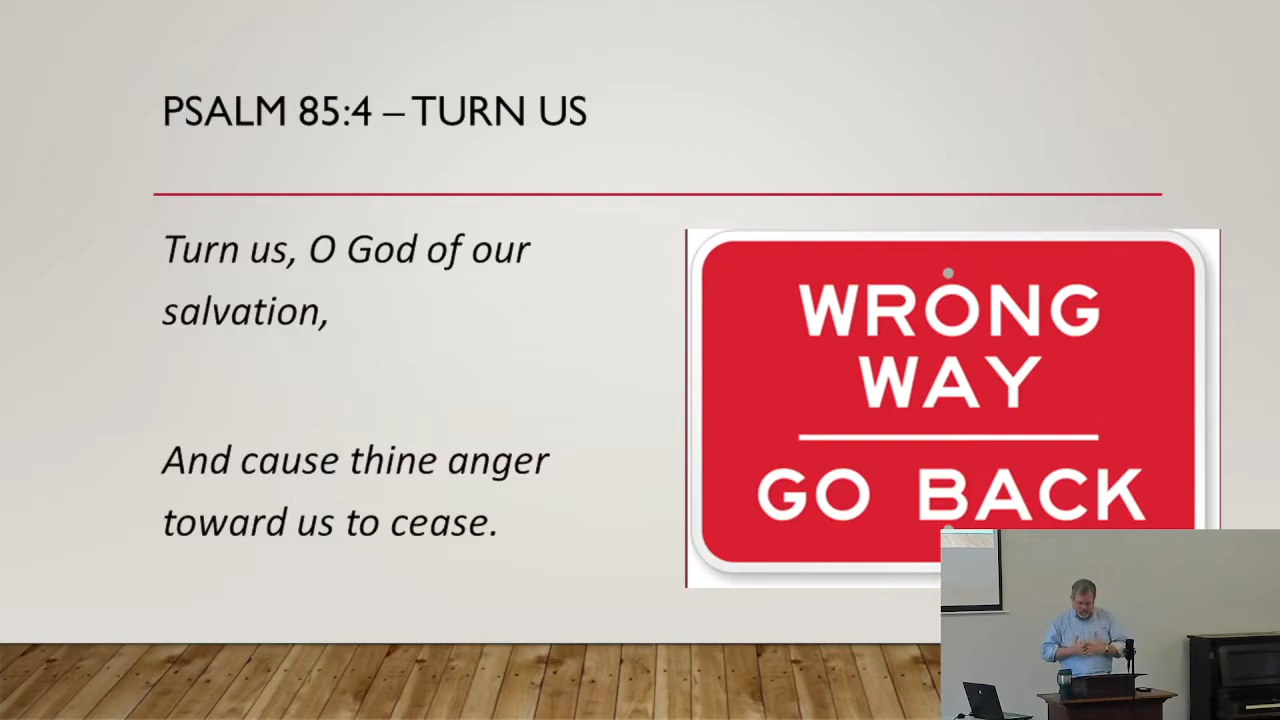 PSALM 85:4 – TURN US
Turn us, O God of our
salvation,
And cause thine anger
toward us to cease.
WRONG
WAY
GO BACK